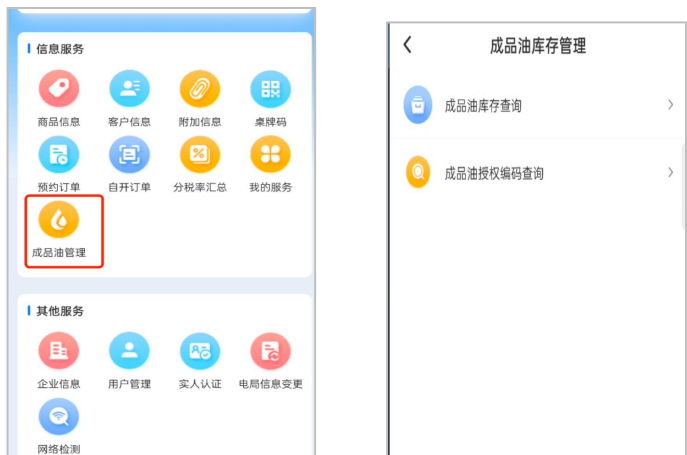 信息服务
商品信息 客户信息 附加信息 桌牌码
预约订单 自开订单 分税率汇总 我的服务
成品油管理
其他服务
企业信息 用户管理 实人认证 电局信息变更
网络检测
成品油库存管理
成品油库存查询
成品油授权编码查询